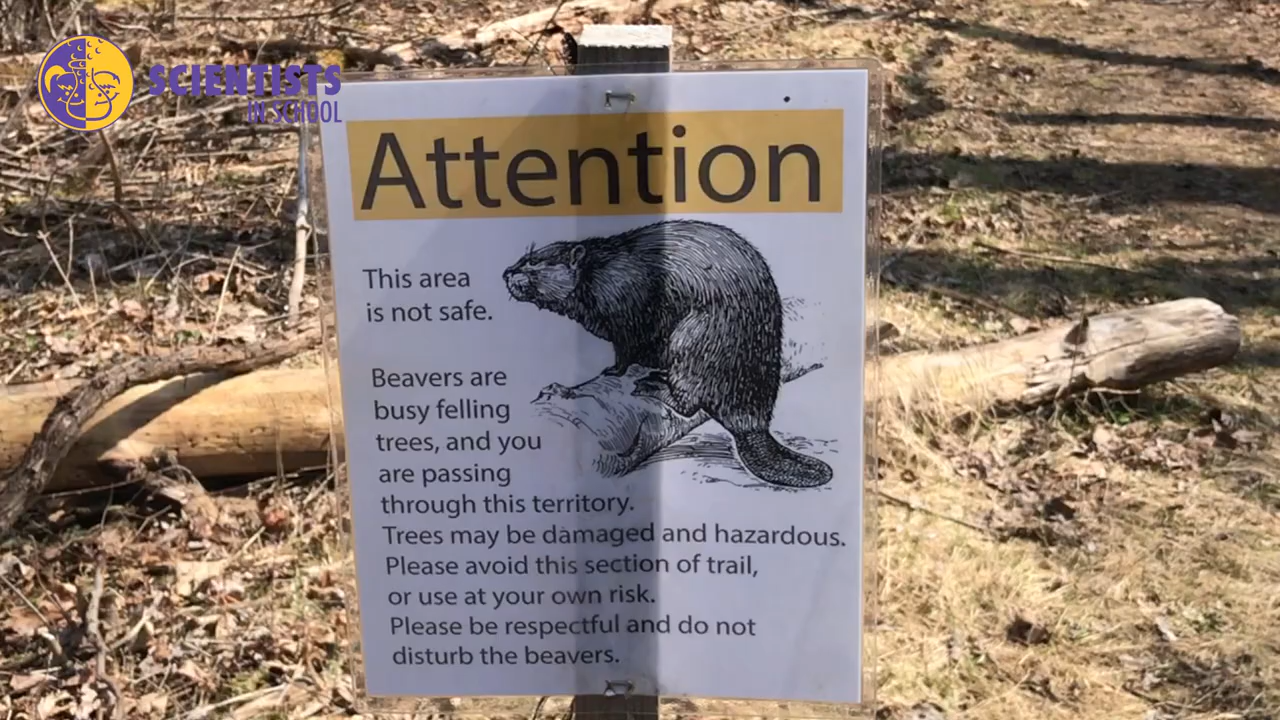 SCIENTISTS
IN SCHOOL
Attention
This area
is not safe.
Beavers are
busy felling
trees, and you
are passing
through this territory.
Trees may be damaged and hazardous.
Please avoid this section of trail,
or use at your own risk.
Please be respectful and do not
disturb the beavers.